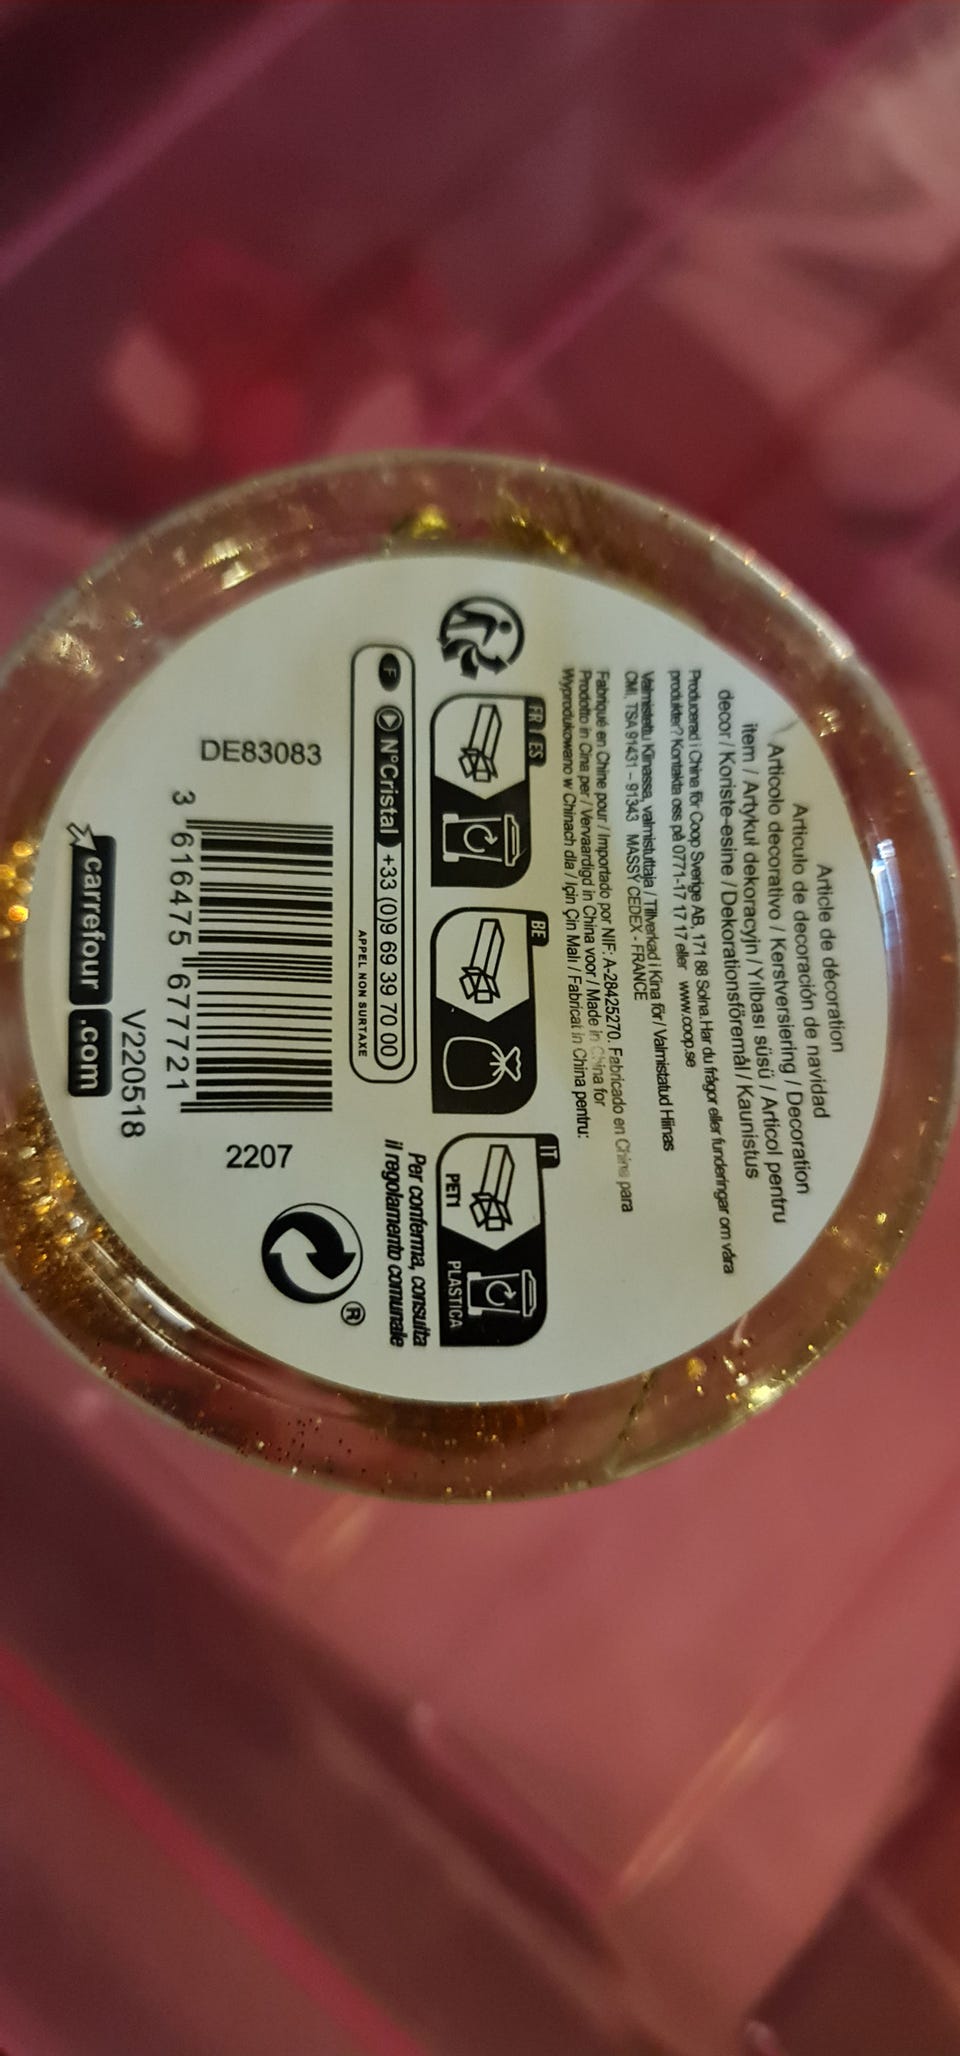 Article de décoration
Articulo de decoración de navidad
Articolo decorativo / Kerstversiering / Decoration
item / Artykuł dekoracyjn / Yılbası süsü / Articol pentru
decor / Koriste-esine / Dekorationsföremål / Kaunistus
Producerad i China för Coop Sverige AB, 171 88 Solna. Har du frågor eller funderingar om våra
produkter? Kontakta oss på 0771-17 17 17 eller www.coop.se
Valmistettu Kiinassa, valmistuttaja / Tillverkad i Kina för / Valmistatud Hiinas
CMI, TSA 91431 – 91343 MASSY CEDEX - FRANCE
Fabriqué en Chine pour / Importado por NIF: A-28425270. Fabricado en China para
Prodotto in Cina per / Vervaardigd in China voor / Made in China for
Wyprodukowano w Chinach dla / Için Çin Malı / Fabricat in China pentru:
FR / ES
BE
IT
PET1
PLASTICA
F N°Cristal +33 (0)9 69 39 70 00
APPEL NON SURTAXE
Per conferma, consulta
il regolamento comunale
DE83083
3 616475 677721
2207
®
V220518
carrefour .com